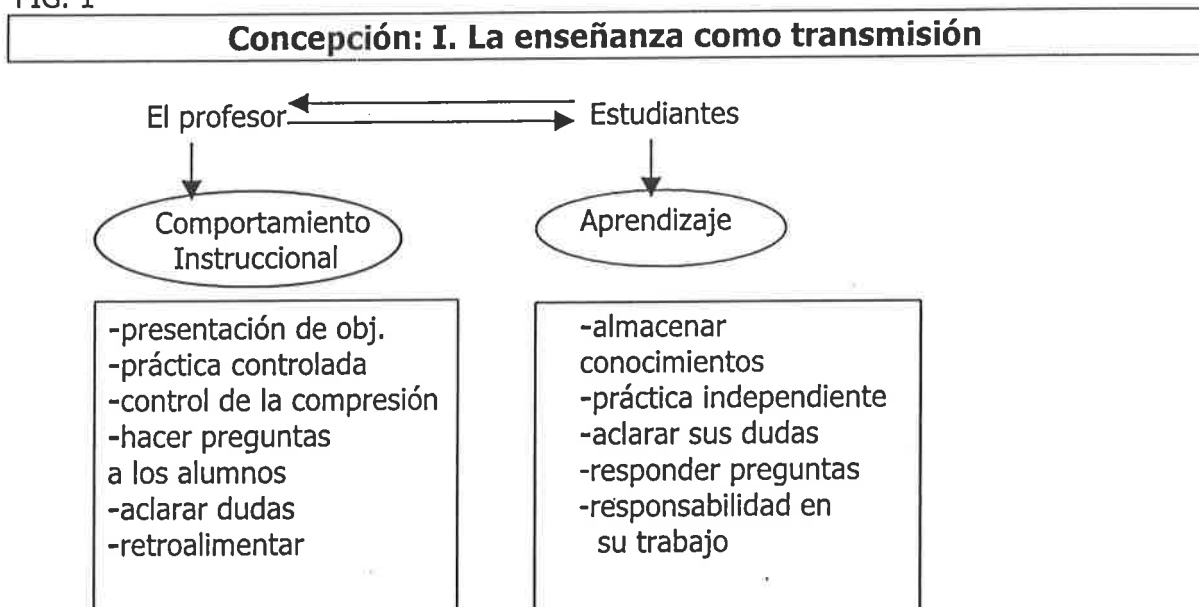 FIG. 1
Concepción: I. La enseñanza como transmisión
El profesor
Estudiantes
Comportamiento
Instruccional
Aprendizaje
-presentación de obj.
-práctica controlada
-control de la compresión
-hacer preguntas
a los alumnos
-aclarar dudas
-retroalimentar
-almacenar
conocimientos
-práctica independiente
-aclarar sus dudas
-responder preguntas
-responsabilidad en
su trabajo